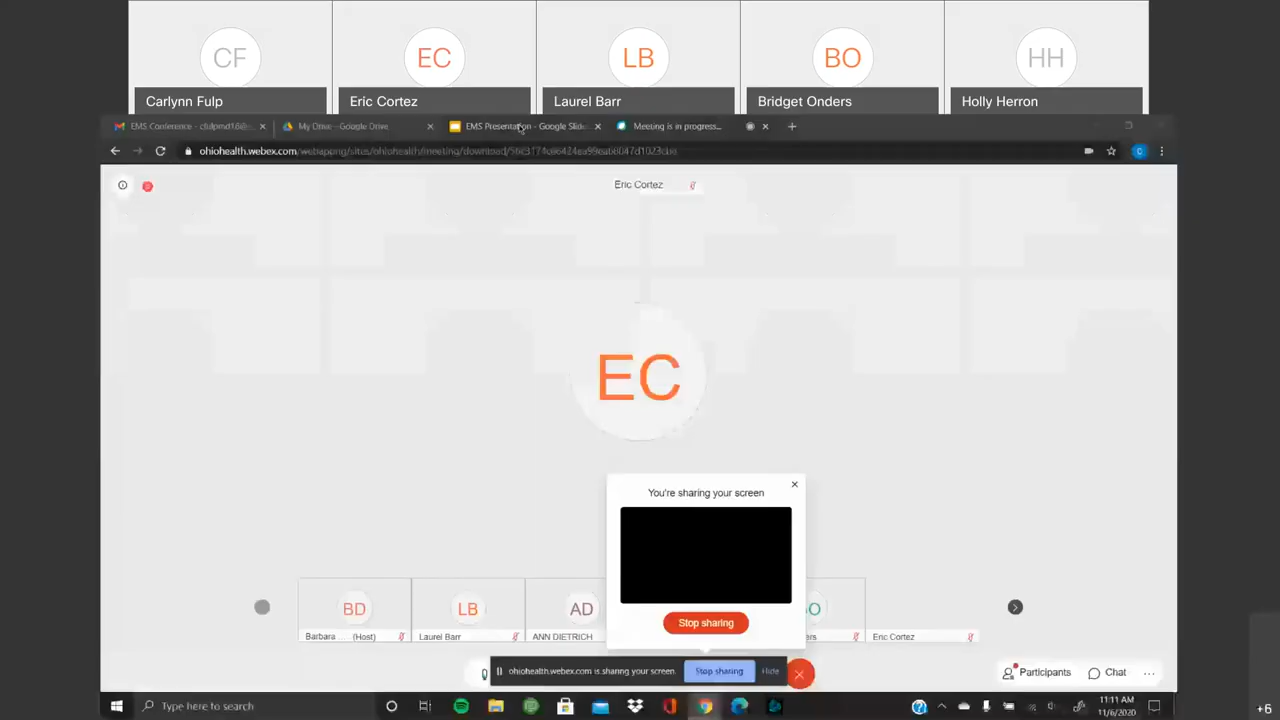 CF EC LB BO HH
Carlynn Fulp Eric Cortez Laurel Barr Bridget Onders Holly Herron
EMS Conference - My Drive - Google Drive EMS Presentation - Google Slide Meeting is in progress...
ohiohealth.webex.com
Eric Cortez
EC
You're sharing your screen
Stop sharing
BD LB AD
Barbara ... (Host) Laurel Barr ANN DIETRICH ers Eric Cortez
ohiohealth.webex.com is sharing your screen. Stop sharing Hide
Participants Chat ...
Type here to search
11:11 AM
11/6/2020
+6